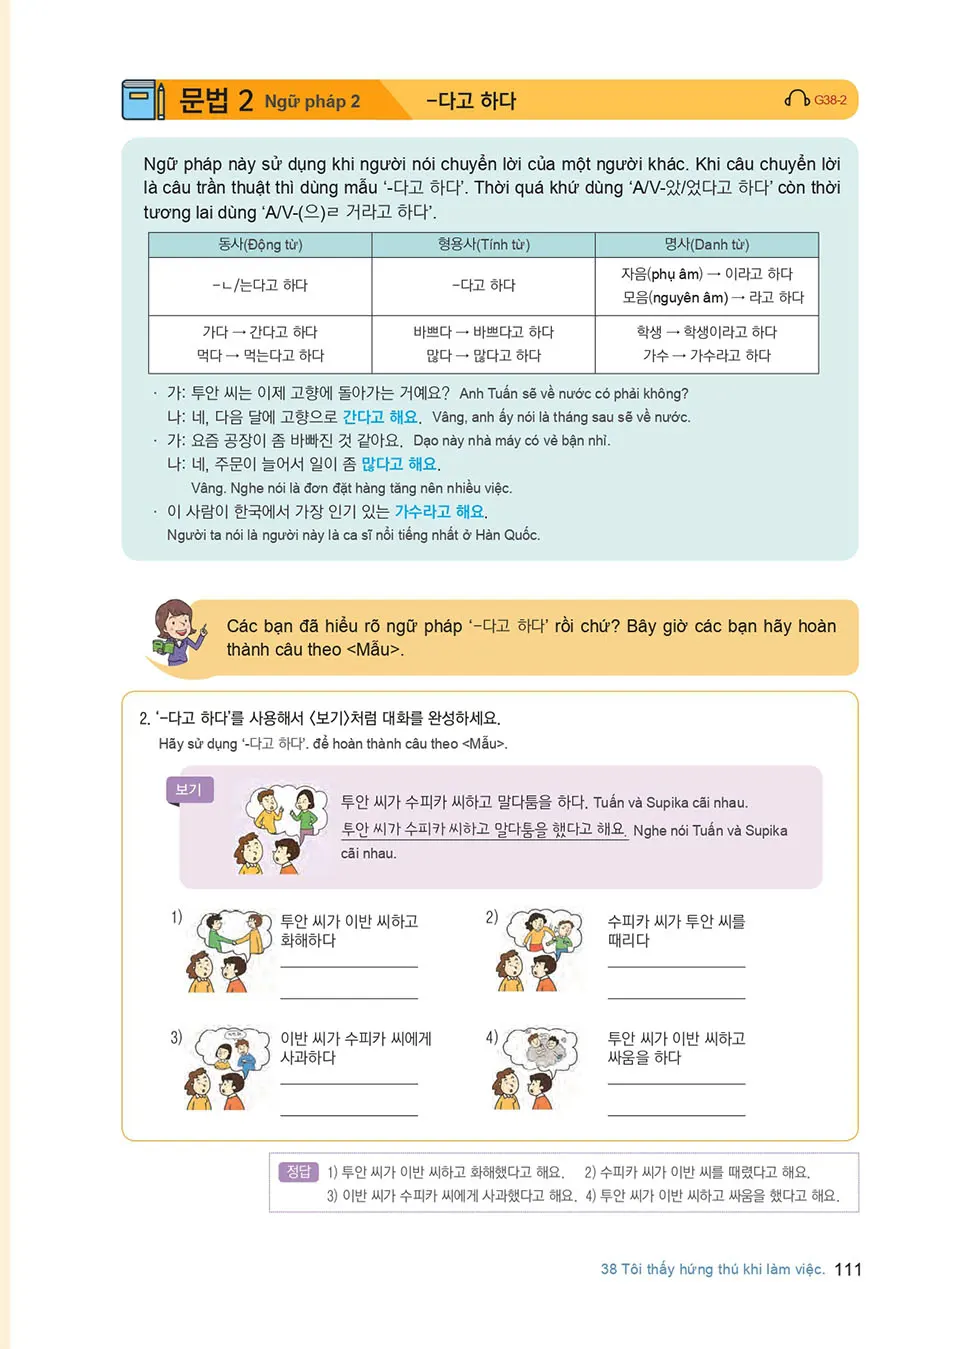 문법 2 Ngữ pháp 2 -다고 하다 G38-2
Ngữ pháp này sử dụng khi người nói chuyển lời của một người khác. Khi câu chuyển lời
là câu trần thuật thì dùng mẫu ‘-다고 하다’. Thời quá khứ dùng ‘A/V-았/었다고 하다’ còn thời
tương lai dùng ‘A/V-(으)ㄹ 거라고 하다’.
동사(Động từ) 형용사(Tính từ) 명사(Danh từ)
-ㄴ/는다고 하다 -다고 하다 자음(phụ âm) → 이라고 하다
모음(nguyên âm) → 라고 하다
가다 → 간다고 하다 바쁘다 → 바쁘다고 하다 학생 → 학생이라고 하다
먹다 → 먹는다고 하다 많다 → 많다고 하다 가수 → 가수라고 하다
· 가: 투안 씨는 이제 고향에 돌아가는 거예요? Anh Tuấn sẽ về nước có phải không?
나: 네, 다음 달에 고향으로 간다고 해요. Vâng, anh ấy nói là tháng sau sẽ về nước.
· 가: 요즘 공장이 좀 바빠진 것 같아요. Dạo này nhà máy có vẻ bận nhỉ.
나: 네, 주문이 늘어서 일이 좀 많다고 해요.
Vâng. Nghe nói là đơn đặt hàng tăng nên nhiều việc.
· 이 사람이 한국에서 가장 인기 있는 가수라고 해요.
Người ta nói là người này là ca sĩ nổi tiếng nhất ở Hàn Quốc.
Các bạn đã hiểu rõ ngữ pháp ‘-다고 하다’ rồi chứ? Bây giờ các bạn hãy hoàn
thành câu theo <Mẫu>.
2. ‘-다고 하다’를 사용해서 〈보기〉처럼 대화를 완성하세요.
Hãy sử dụng ‘-다고 하다’. để hoàn thành câu theo <Mẫu>.
보기
투안 씨가 수피카 씨하고 말다툼을 하다. Tuấn và Supika cãi nhau.
투안 씨가 수피카 씨하고 말다툼을 했다고 해요. Nghe nói Tuấn và Supika
cãi nhau.
1) 투안 씨가 이반 씨하고
화해하다
2) 수피카 씨가 투안 씨를
때리다
3) 이반 씨가 수피카 씨에게
사과하다
4) 투안 씨가 이반 씨하고
싸움을 하다
정답 1) 투안 씨가 이반 씨하고 화해했다고 해요. 2) 수피카 씨가 이반 씨를 때렸다고 해요.
3) 이반 씨가 수피카 씨에게 사과했다고 해요. 4) 투안 씨가 이반 씨하고 싸움을 했다고 해요.
38 Tôi thấy hứng thú khi làm việc. 111